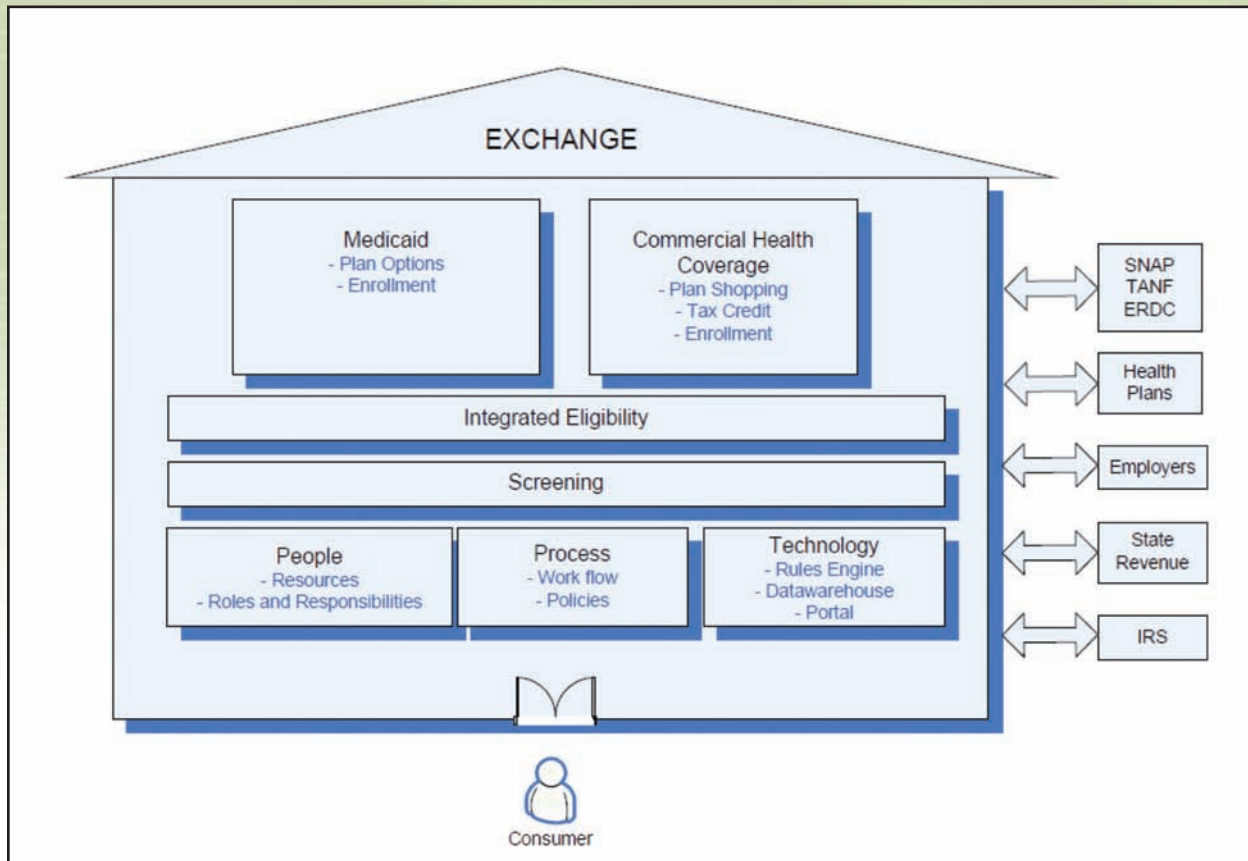 EXCHANGE
Medicaid
- Plan Options
- Enrollment
Commercial Health
Coverage
- Plan Shopping
- Tax Credit
- Enrollment
Integrated Eligibility
Screening
People
- Resources
- Roles and Responsibilities
Process
- Work flow
- Policies
Technology
- Rules Engine
- Datawarehouse
- Portal
SNAP
TANF
ERDC
Health
Plans
Employers
State
Revenue
IRS
Consumer